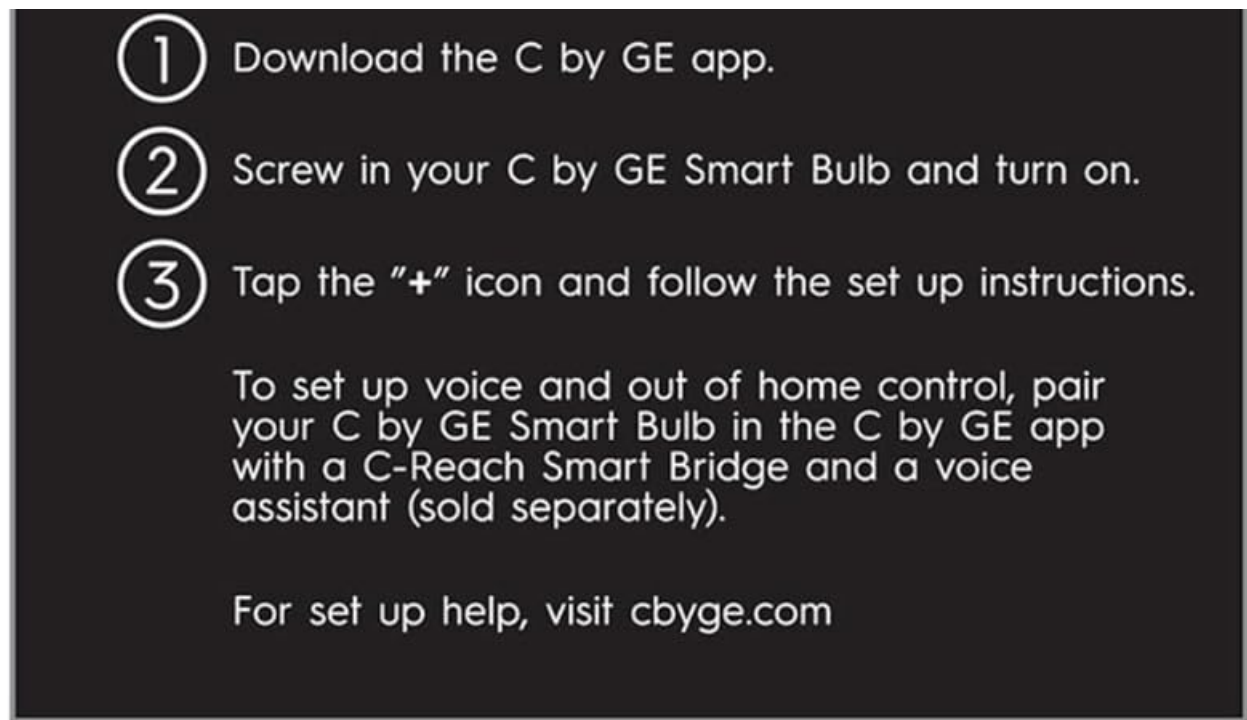 1 Download the C by GE app.
2 Screw in your C by GE Smart Bulb and turn on.
3 Tap the "+" icon and follow the set up instructions.
To set up voice and out of home control, pair
your C by GE Smart Bulb in the C by GE app
with a C-Reach Smart Bridge and a voice
assistant (sold separately).
For set up help, visit cbyge.com